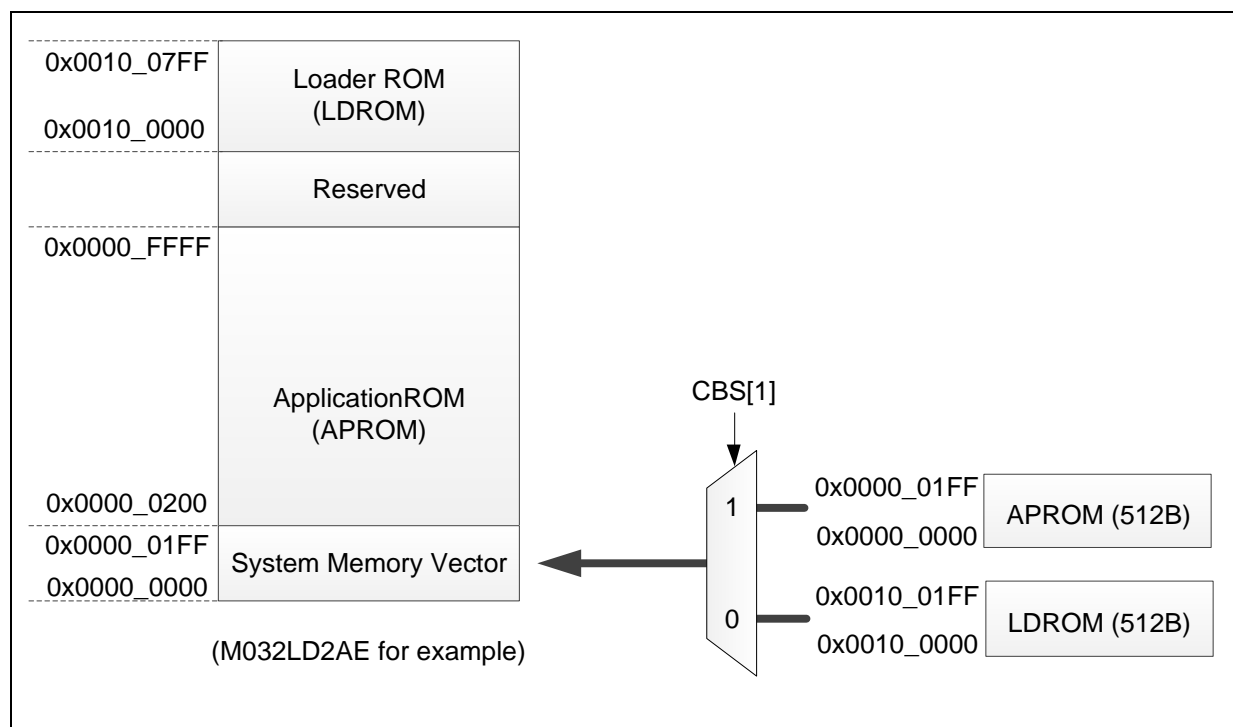 0x0010_07FF
Loader ROM
(LDROM)
0x0010_0000
Reserved
0x0000_FFFF
ApplicationROM
(APROM)
0x0000_0200
0x0000_01FF
System Memory Vector
0x0000_0000
(M032LD2AE for example)
CBS[1]
1
0x0000_01FF
APROM (512B)
0x0000_0000
0
0x0010_01FF
LDROM (512B)
0x0010_0000